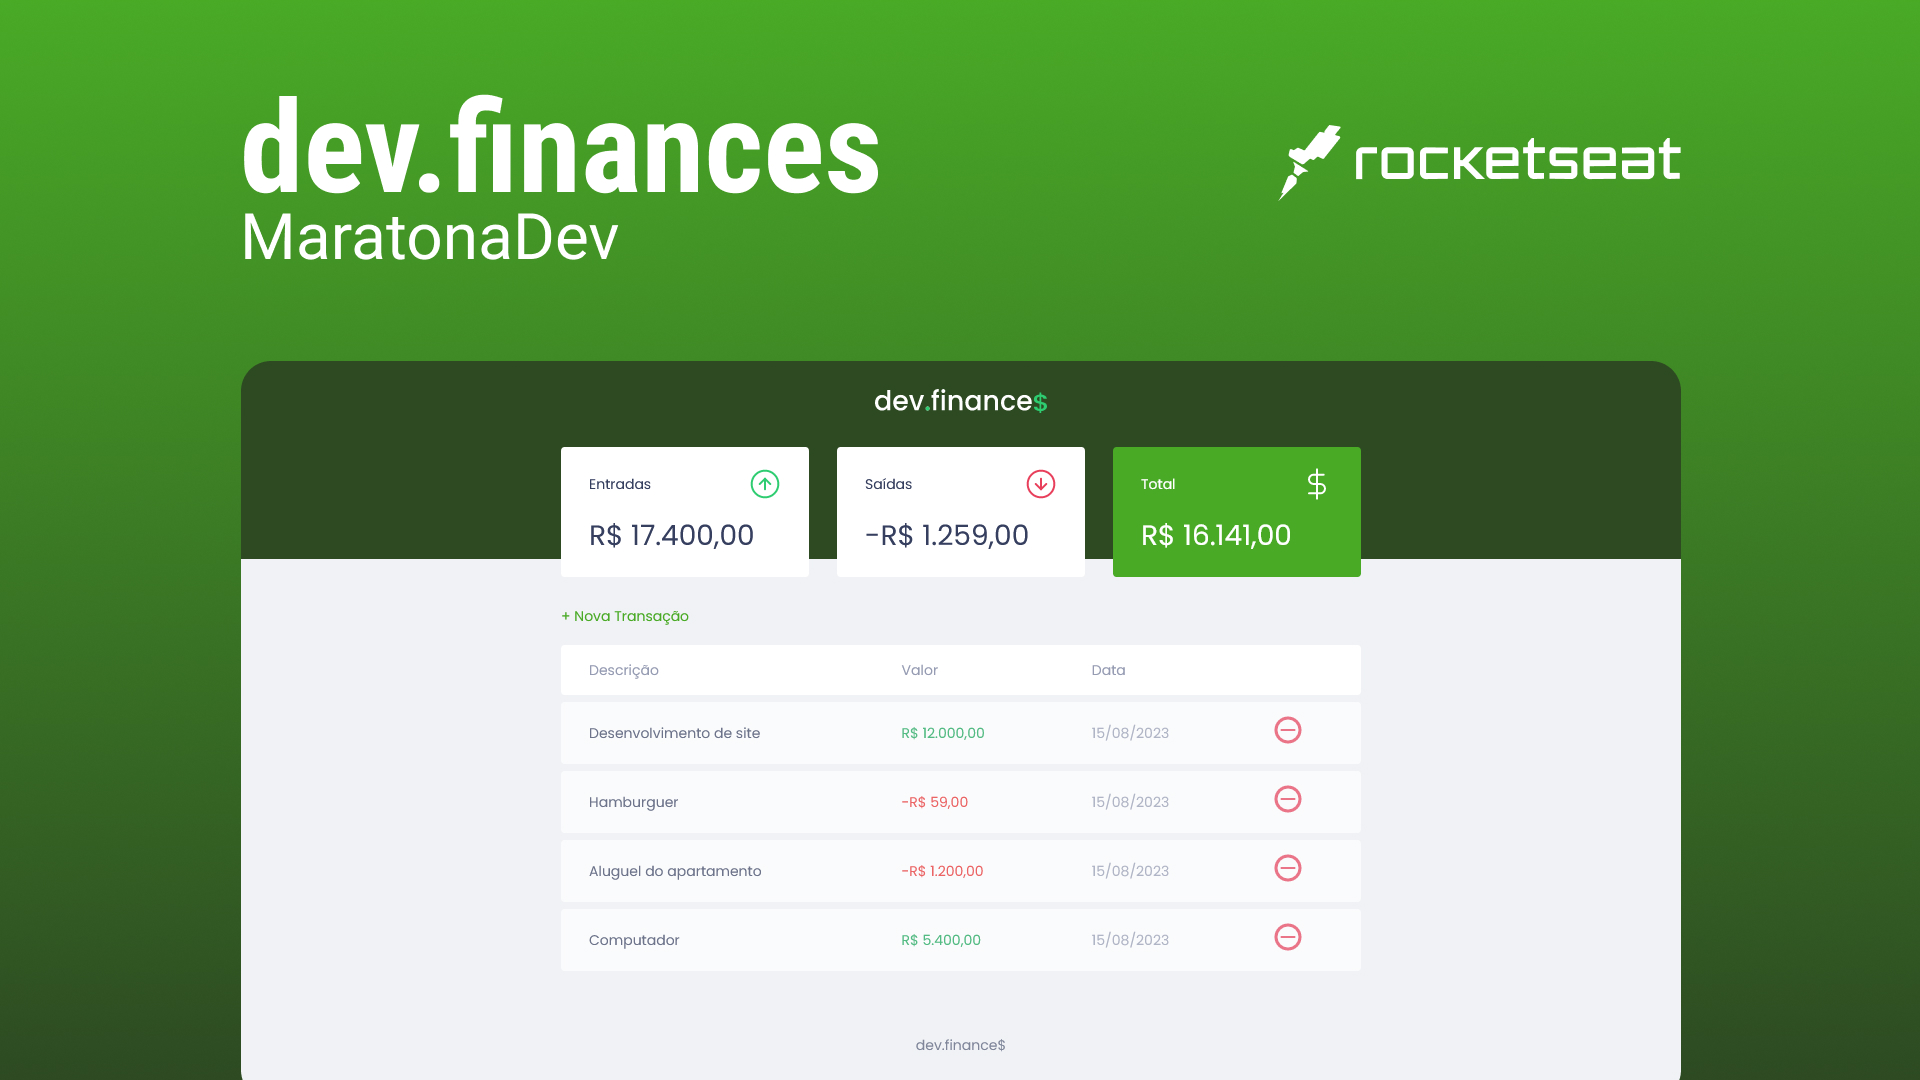 dev.finances
MaratonaDev
rocketseat
dev.finance$
Entradas
R$ 17.400,00
Saídas
-R$ 1.259,00
Total
$
R$ 16.141,00
+ Nova Transação
Descrição Valor Data
Desenvolvimento de site R$ 12.000,00 15/08/2023
Hamburguer -R$ 59,00 15/08/2023
Aluguel do apartamento -R$ 1.200,00 15/08/2023
Computador R$ 5.400,00 15/08/2023
dev.finance$